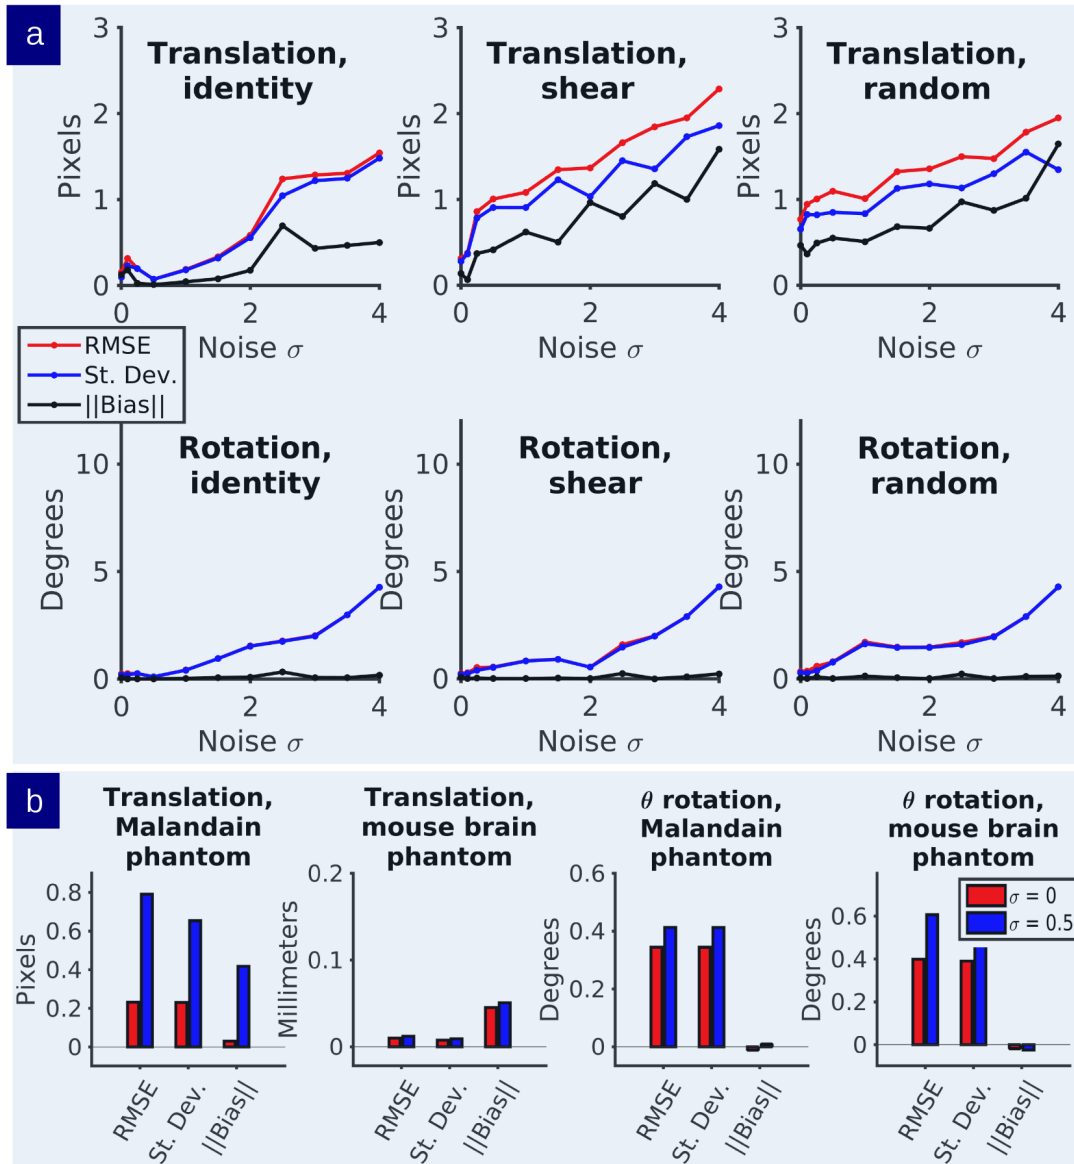 a
Translation,
identity
Pixels
3
2
1
0
0 2 4
Noise σ
Translation,
shear
Pixels
3
2
1
0
0 2 4
Noise σ
Translation,
random
Pixels
3
2
1
0
0 2 4
Noise σ
RMSE
St. Dev.
||Bias||
Rotation,
identity
Degrees
10
5
0
0 2 4
Noise σ
Rotation,
shear
Degrees
10
5
0
0 2 4
Noise σ
Rotation,
random
Degrees
10
5
0
0 2 4
Noise σ
b
Translation,
Malandain
phantom
Pixels
0.8
0.6
0.4
0.2
0
RMSE
St. Dev.
||Bias||
Translation,
mouse brain
phantom
Millimeters
0.2
0.1
0
RMSE
St. Dev.
||Bias||
θ rotation,
Malandain
phantom
Degrees
0.6
0.4
0.2
0
RMSE
St. Dev.
||Bias||
θ rotation,
mouse brain
phantom
Degrees
0.6
0.4
0.2
0
σ = 0
σ = 0.5
RMSE
St. Dev.
||Bias||